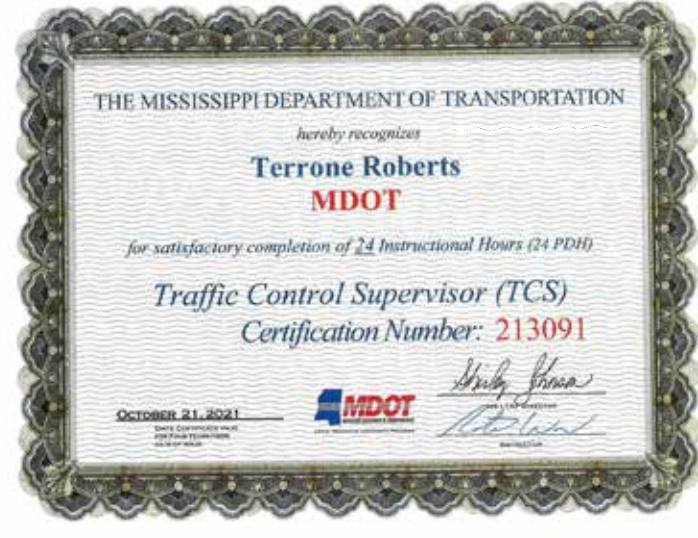 THE MISSISSIPPI DEPARTMENT OF TRANSPORTATION
hereby recognizes
Terrone Roberts
MDOT
for satisfactory completion of 24 Instructional Hours (24 PDH)
Traffic Control Supervisor (TCS)
Certification Number: 213091
OCTOBER 21, 2021
MDOT